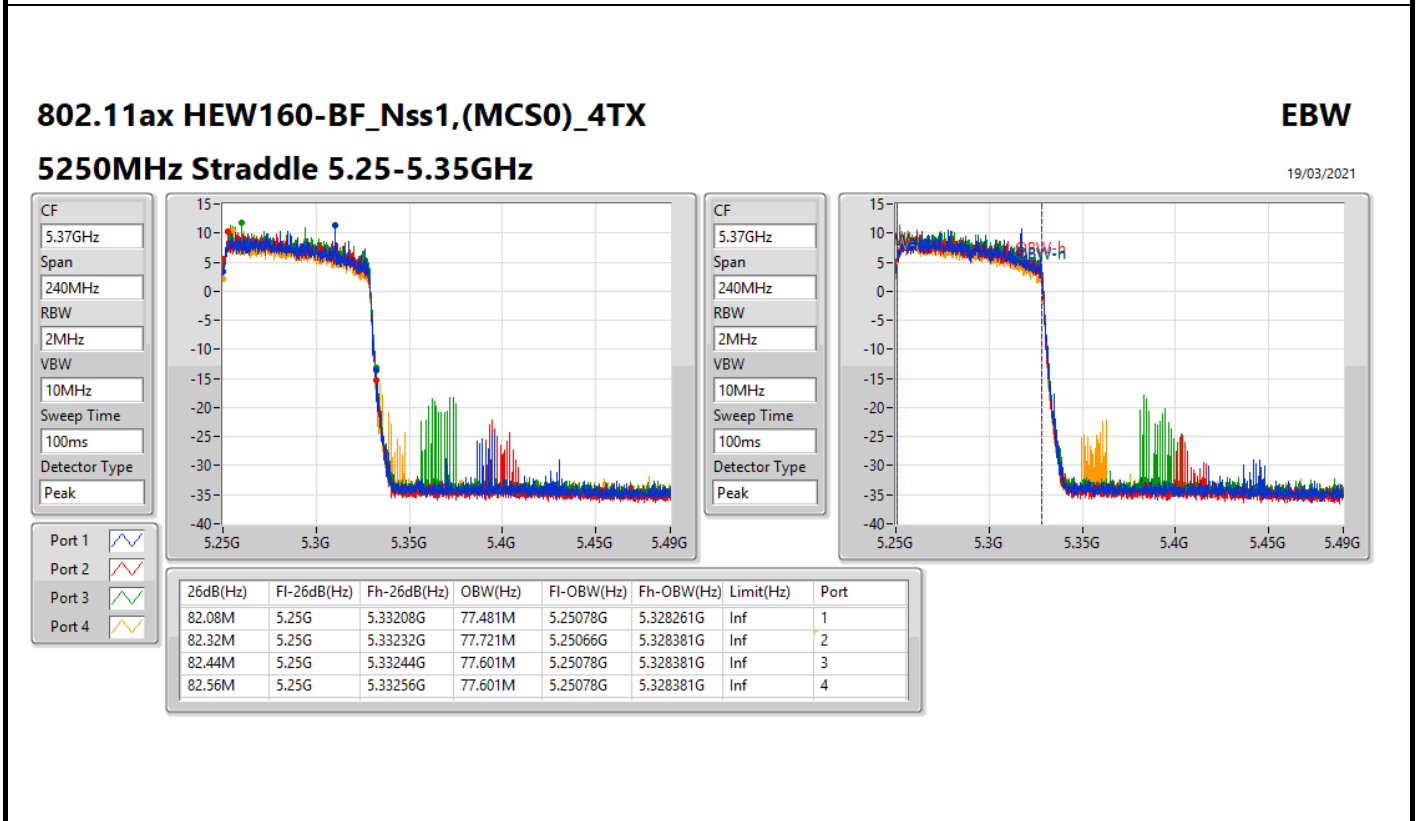 802.11ax HEW160-BF_Nss1,(MCS0)_4TX
EBW
5250MHz Straddle 5.25-5.35GHz
19/03/2021
CF
5.37GHz
Span
240MHz
RBW
2MHz
VBW
10MHz
Sweep Time
100ms
Detector Type
Peak
15
10
5
0
-5
-10
-15
-20
-25
-30
-35
-40
5.25G 5.3G 5.35G 5.4G 5.45G 5.49G
CF
5.37GHz
Span
240MHz
RBW
2MHz
VBW
10MHz
Sweep Time
100ms
Detector Type
Peak
15
10
5
0
-5
-10
-15
-20
-25
-30
-35
-40
OBW-h
OBW-h
5.25G 5.3G 5.35G 5.4G 5.45G 5.49G
Port 1
Port 2
Port 3
Port 4
26dB(Hz) Fl-26dB(Hz) Fh-26dB(Hz) OBW(Hz) Fl-OBW(Hz) Fh-OBW(Hz) Limit(Hz) Port
82.08M 5.25G 5.33208G 77.481M 5.25078G 5.328261G Inf 1
82.32M 5.25G 5.33232G 77.721M 5.25066G 5.328381G Inf 2
82.44M 5.25G 5.33244G 77.601M 5.25078G 5.328381G Inf 3
82.56M 5.25G 5.33256G 77.601M 5.25078G 5.328381G Inf 4